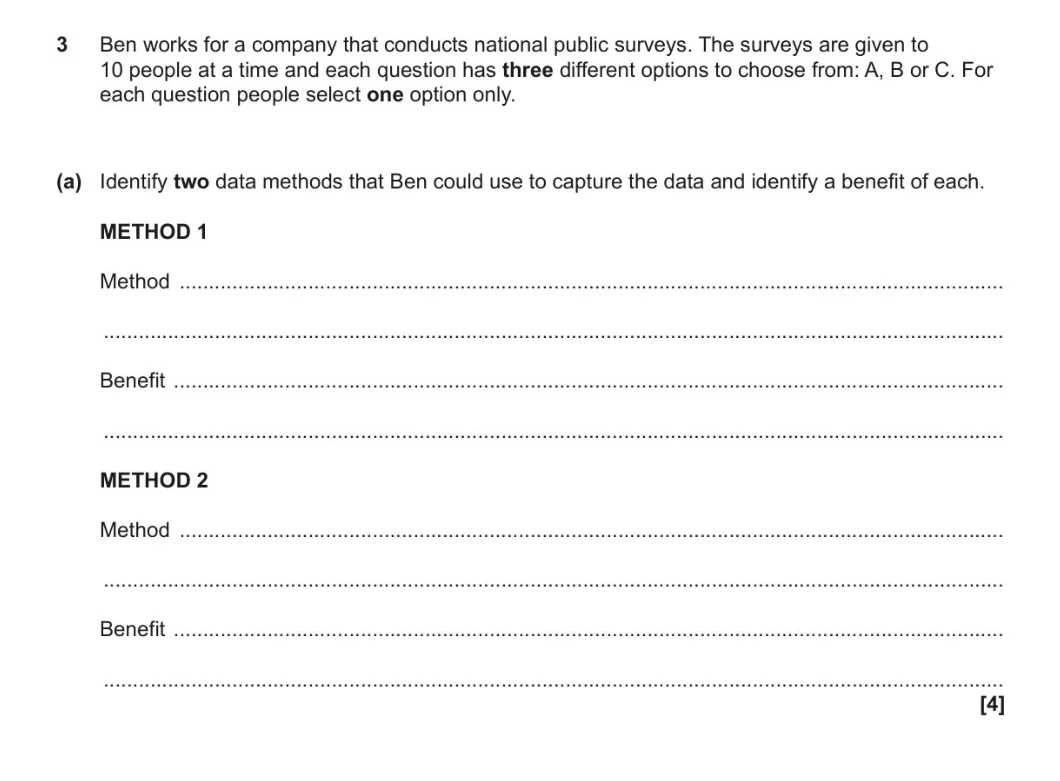 3 Ben works for a company that conducts national public surveys. The surveys are given to
10 people at a time and each question has three different options to choose from: A, B or C. For
each question people select one option only.
(a) Identify two data methods that Ben could use to capture the data and identify a benefit of each.
METHOD 1
Method ................................................................................
................................................................................
Benefit ................................................................................
................................................................................
METHOD 2
Method ................................................................................
................................................................................
Benefit ................................................................................
................................................................................
[4]